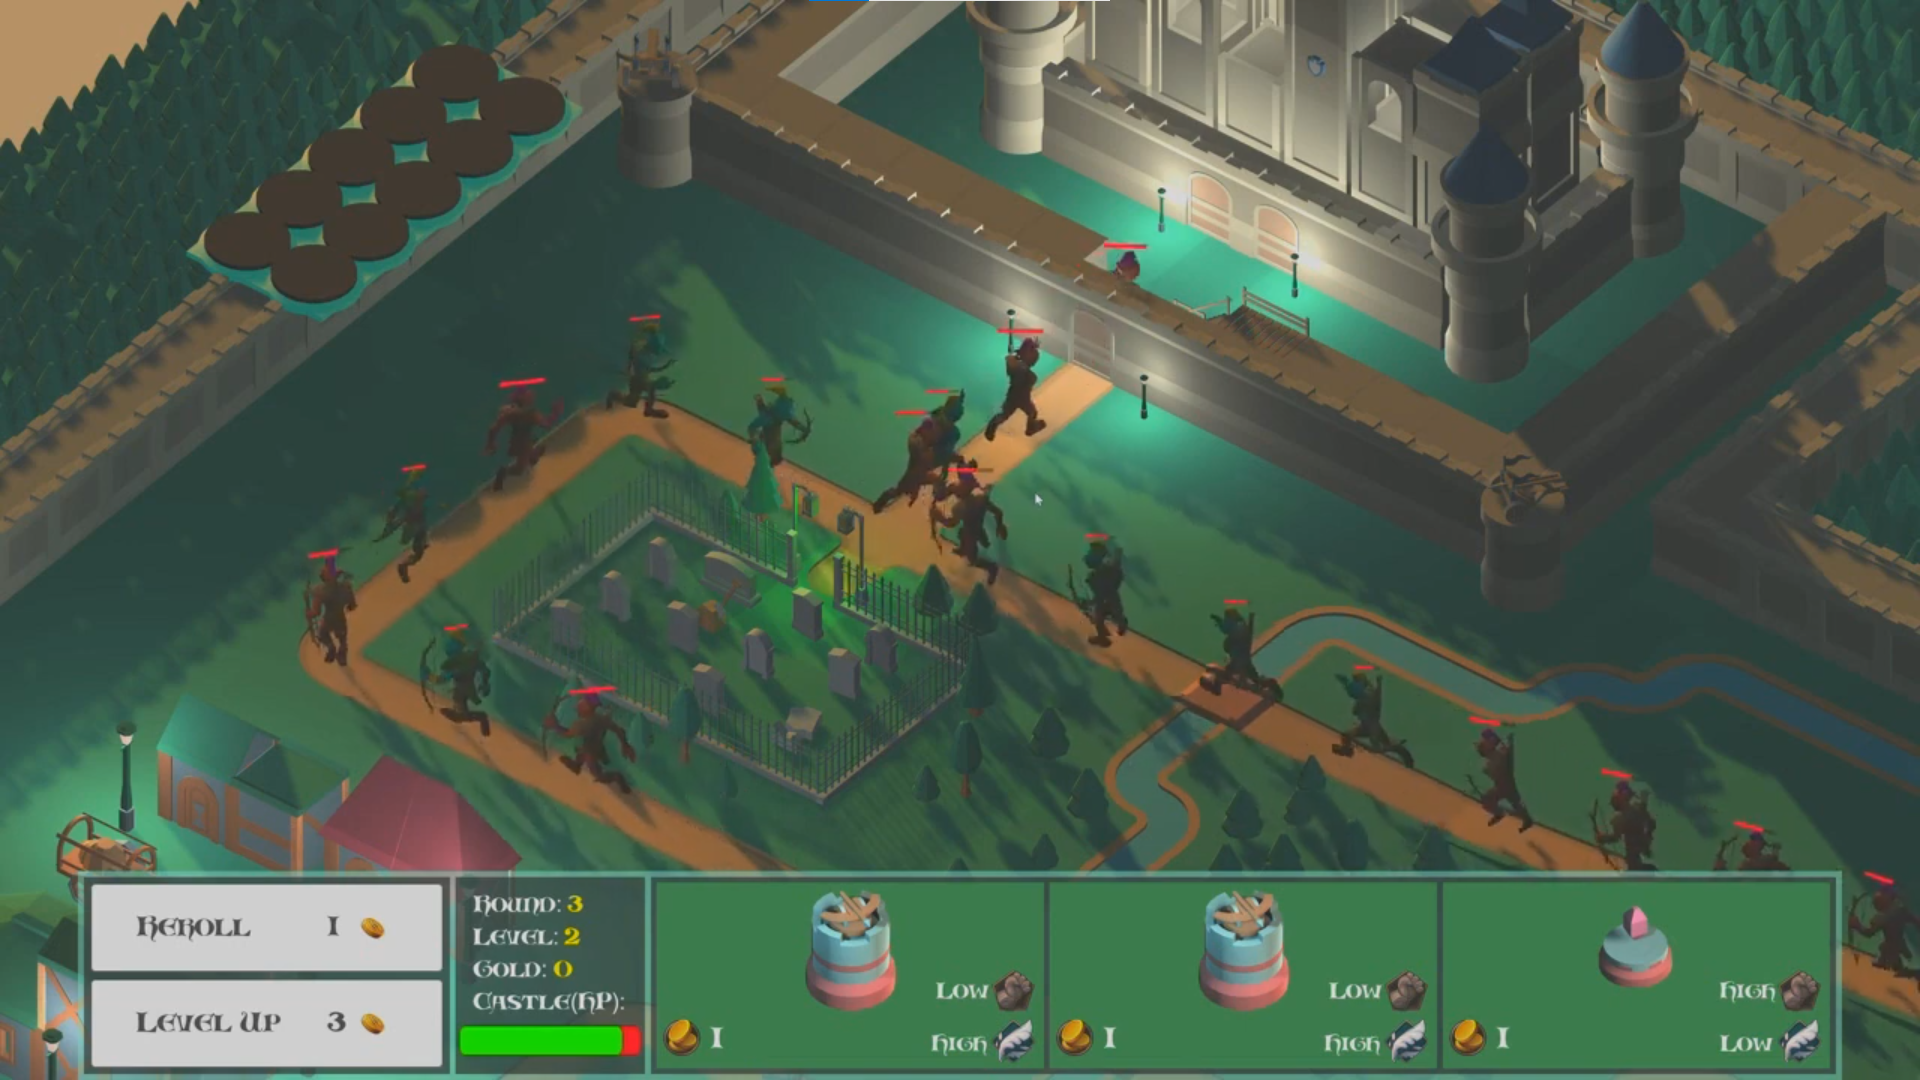 Reroll 1
Level Up 3
Round: 3
Level: 2
Gold: 0
Castle(HP):
1 Low High
1 Low High
1 High Low